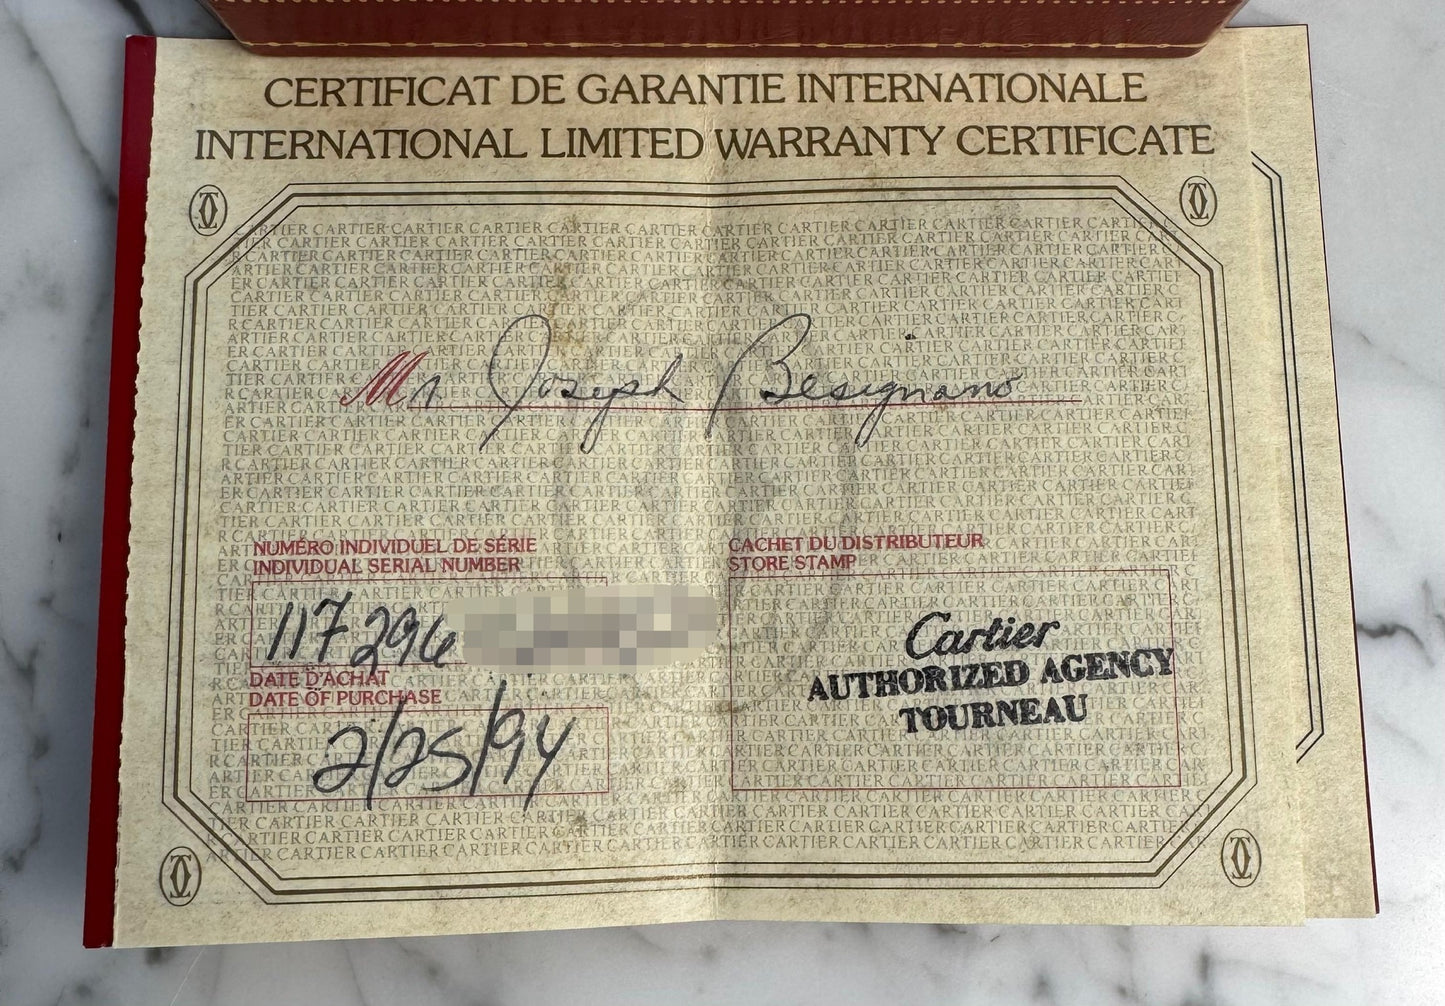 CERTIFICAT DE GARANTIE INTERNATIONALE
INTERNATIONAL LIMITED WARRANTY CERTIFICATE
Mr. Joseph Besignano
NUMÉRO INDIVIDUEL DE SÉRIE
INDIVIDUAL SERIAL NUMBER
117296
DATE D'ACHAT
DATE OF PURCHASE
2/25/94
CACHET DU DISTRIBUTEUR
STORE STAMP
Cartier
AUTHORIZED AGENCY
TOURNEAU